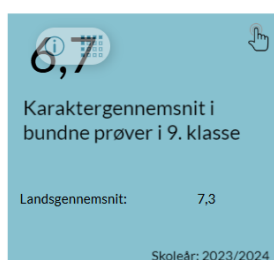 6,7
Karaktergennemsnit i
bundne prøver i 9. klasse
Landsgennemsnit: 7,3
Skoleår: 2023/2024